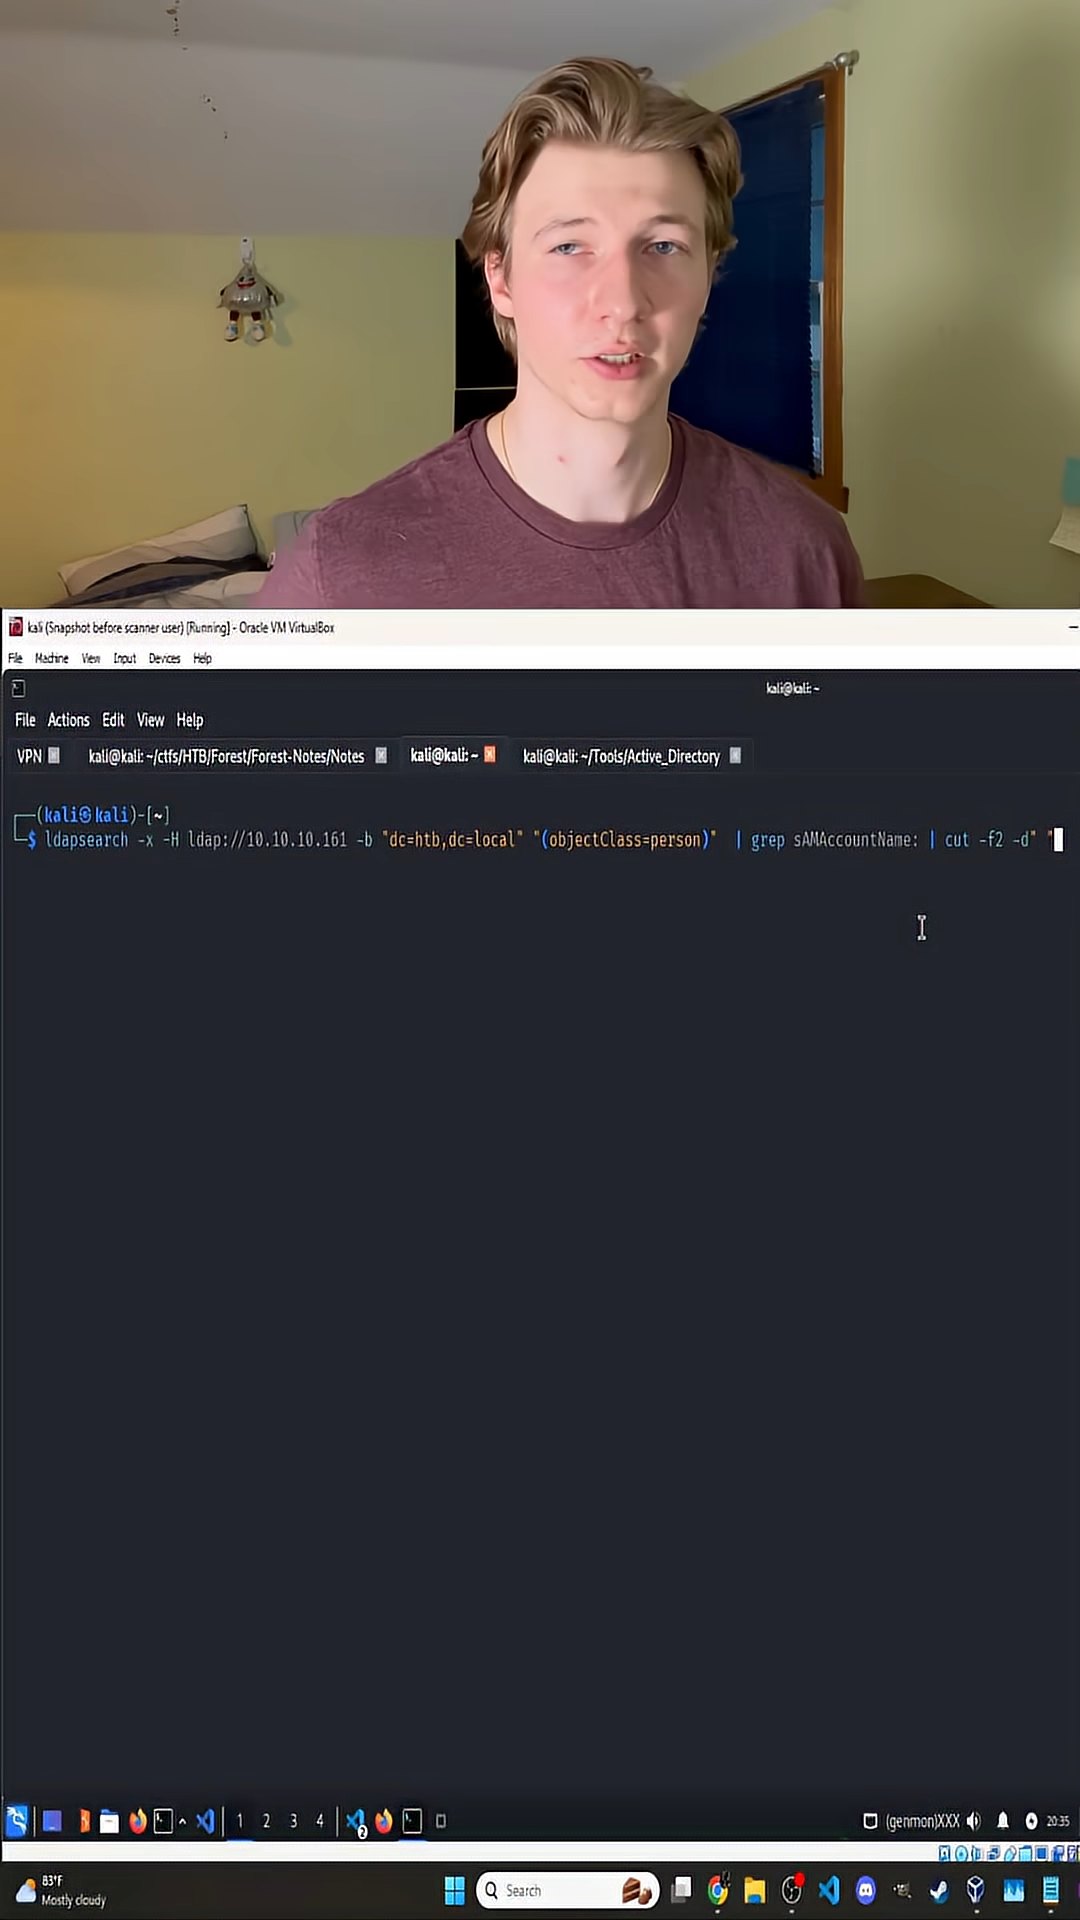 kali (Snapshot before scanner user) [Running] - Oracle VM VirtualBox
File Machine View Input Devices Help
kali@kali: ~
File Actions Edit View Help
VPN kali@kali: ~/ctfs/HTB/Forest/Forest-Notes/Notes kali@kali: ~ kali@kali: ~/Tools/Active_Directory
┌──(kali㉿kali)-[~]
└─$ ldapsearch -x -H ldap://10.10.10.161 -b "dc=htb,dc=local" "(objectClass=person)" | grep sAMAccountName: | cut -f2 -d" "
1 2 3 4 2 (genmon)XXX 20:35
83°F
Mostly cloudy
Search